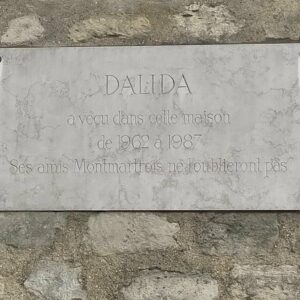 DALIDA
a vécu dans cette maison
de 1962 à 1987
Ses amis Montmartrois ne l'oublieront pas